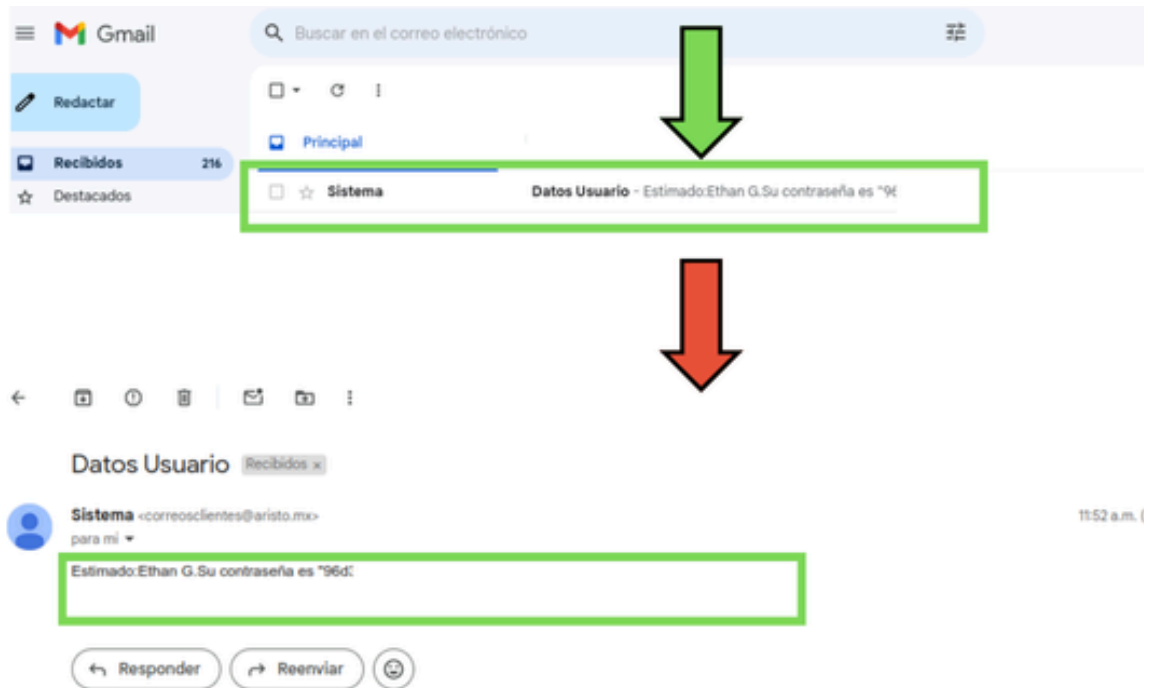 Gmail
Buscar en el correo electrónico
Redactar
Principal
Recibidos 216
Sistema Datos Usuario - Estimado:Ethan G.Su contraseña es "96
Destacados
Datos Usuario Recibidos x
Sistema <correosclientes@aristo.mx> 11:52 a.m. (
para mi
Estimado:Ethan G.Su contraseña es "96d
Responder Reenviar